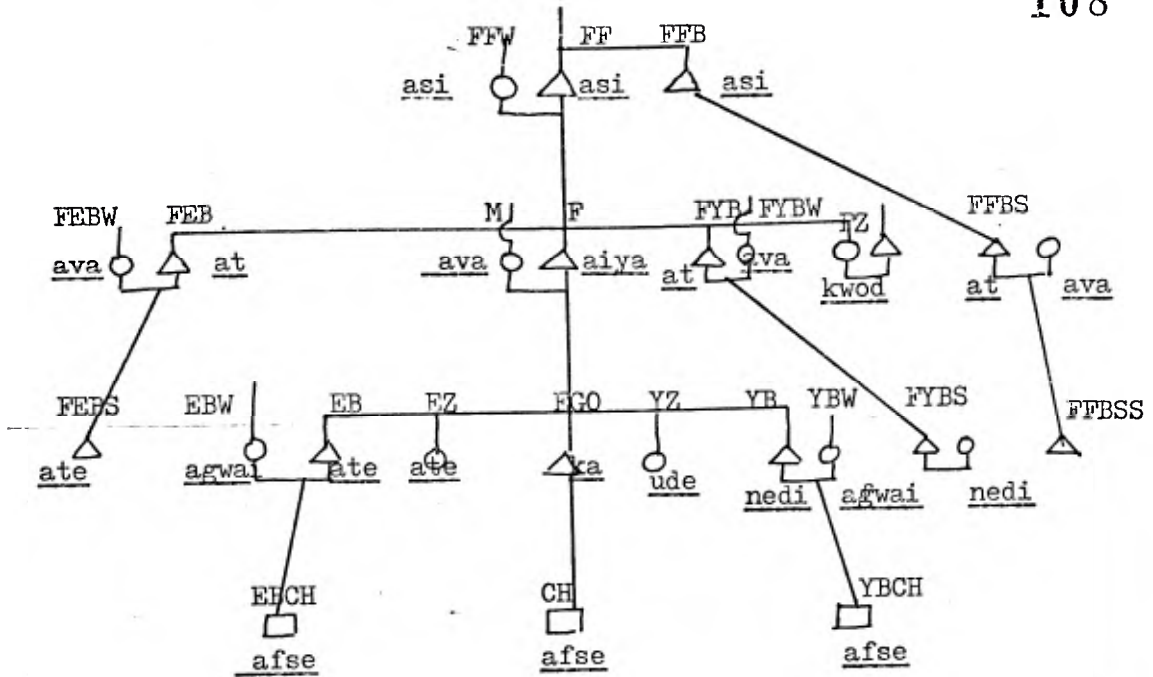 108
FFW FF FFB
asi asi asi
FEBW FEB M F FYB FYBW FZ FFBS
ava at ava aiya at ava kwod at ava
FEBS EBW EB EZ EGO YZ YB YBW FYBS FFBSS
ate agwai ate ate ka ude nedi agwai nedi
EBCH CH YBCH
afse afse afse